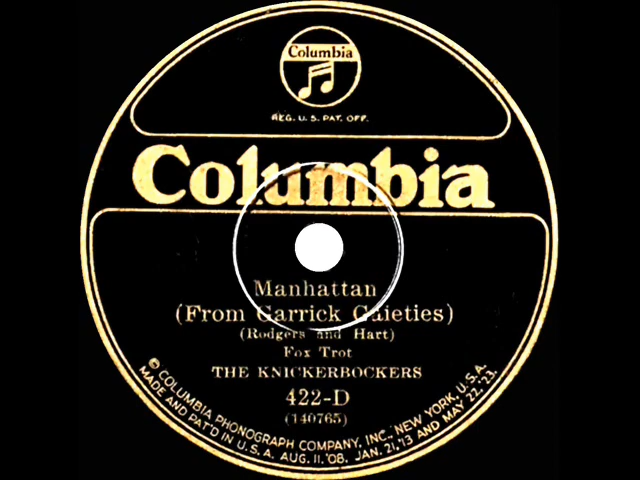 Columbia
REG. U.S. PAT. OFF.
Columbia
Manhattan
(From Garrick Gaieties)
(Rodgers and Hart)
Fox Trot
THE KNICKERBOCKERS
422-D
(140765)
© COLUMBIA PHONOGRAPH COMPANY, INC., NEW YORK, U.S.A.
MADE AND PAT'D IN U.S.A. AUG. 11, '08. JAN. 21, '13 AND MAY 22, '23.